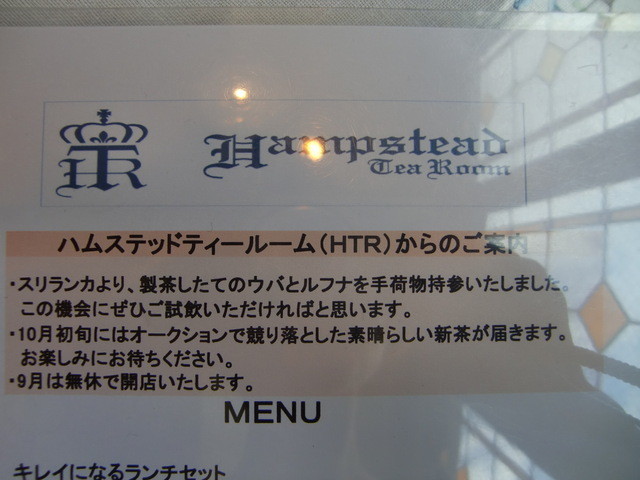 HTR
Hampstead
Tea Room
ハムステッドティールーム(HTR)からのご案内
・スリランカより、製茶したてのウバとルフナを手荷物持参いたしました。
この機会にぜひご試飲いただければと思います。
・10月初旬にはオークションで競り落とした素晴らしい新茶が届きます。
お楽しみにお待ちください。
・9月は無休で開店いたします。
MENU
キレイになるランチセット